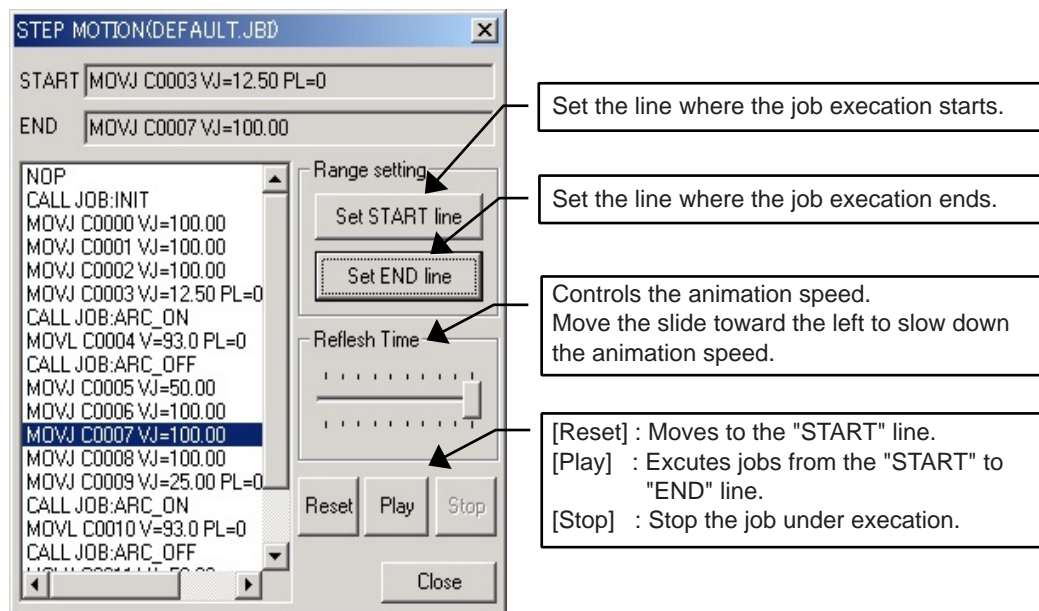 STEP MOTION(DEFAULT.JBI)
START MOVJ C0003 VJ=12.50 PL=0
END MOVJ C0007 VJ=100.00
NOP
CALL JOB:INIT
MOVJ C0000 VJ=100.00
MOVJ C0001 VJ=100.00
MOVJ C0002 VJ=100.00
MOVJ C0003 VJ=12.50 PL=0
CALL JOB:ARC_ON
MOVL C0004 V=93.0 PL=0
CALL JOB:ARC_OFF
MOVJ C0005 VJ=50.00
MOVJ C0006 VJ=100.00
MOVJ C0007 VJ=100.00
MOVJ C0008 VJ=100.00
MOVJ C0009 VJ=25.00 PL=0
CALL JOB:ARC_ON
MOVL C0010 V=93.0 PL=0
CALL JOB:ARC_OFF
Range setting
Set START line
Set END line
Reflesh Time
Reset Play Stop
Close
Set the line where the job execation starts.
Set the line where the job execation ends.
Controls the animation speed.
Move the slide toward the left to slow down
the animation speed.
[Reset] : Moves to the "START" line.
[Play] : Excutes jobs from the "START" to
"END" line.
[Stop] : Stop the job under execation.